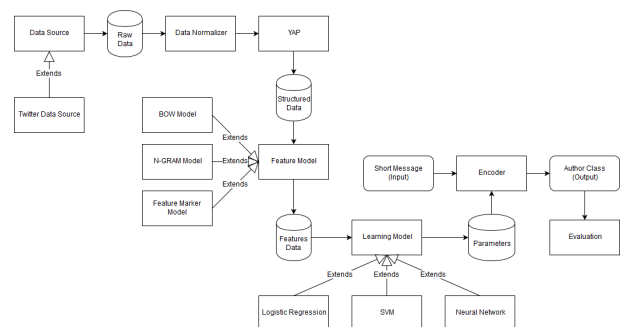 Data Source
Raw
Data
Data Normalizer
YAP
Extends
Twitter Data Source
Structured
Data
BOW Model
Extends
N-GRAM Model
Extends
Feature Model
Feature Marker
Model
Extends
Short Message
(Input)
Encoder
Author Class
(Output)
Features
Data
Learning Model
Parameters
Evaluation
Extends
Extends
Extends
Logistic Regression
SVM
Neural Network